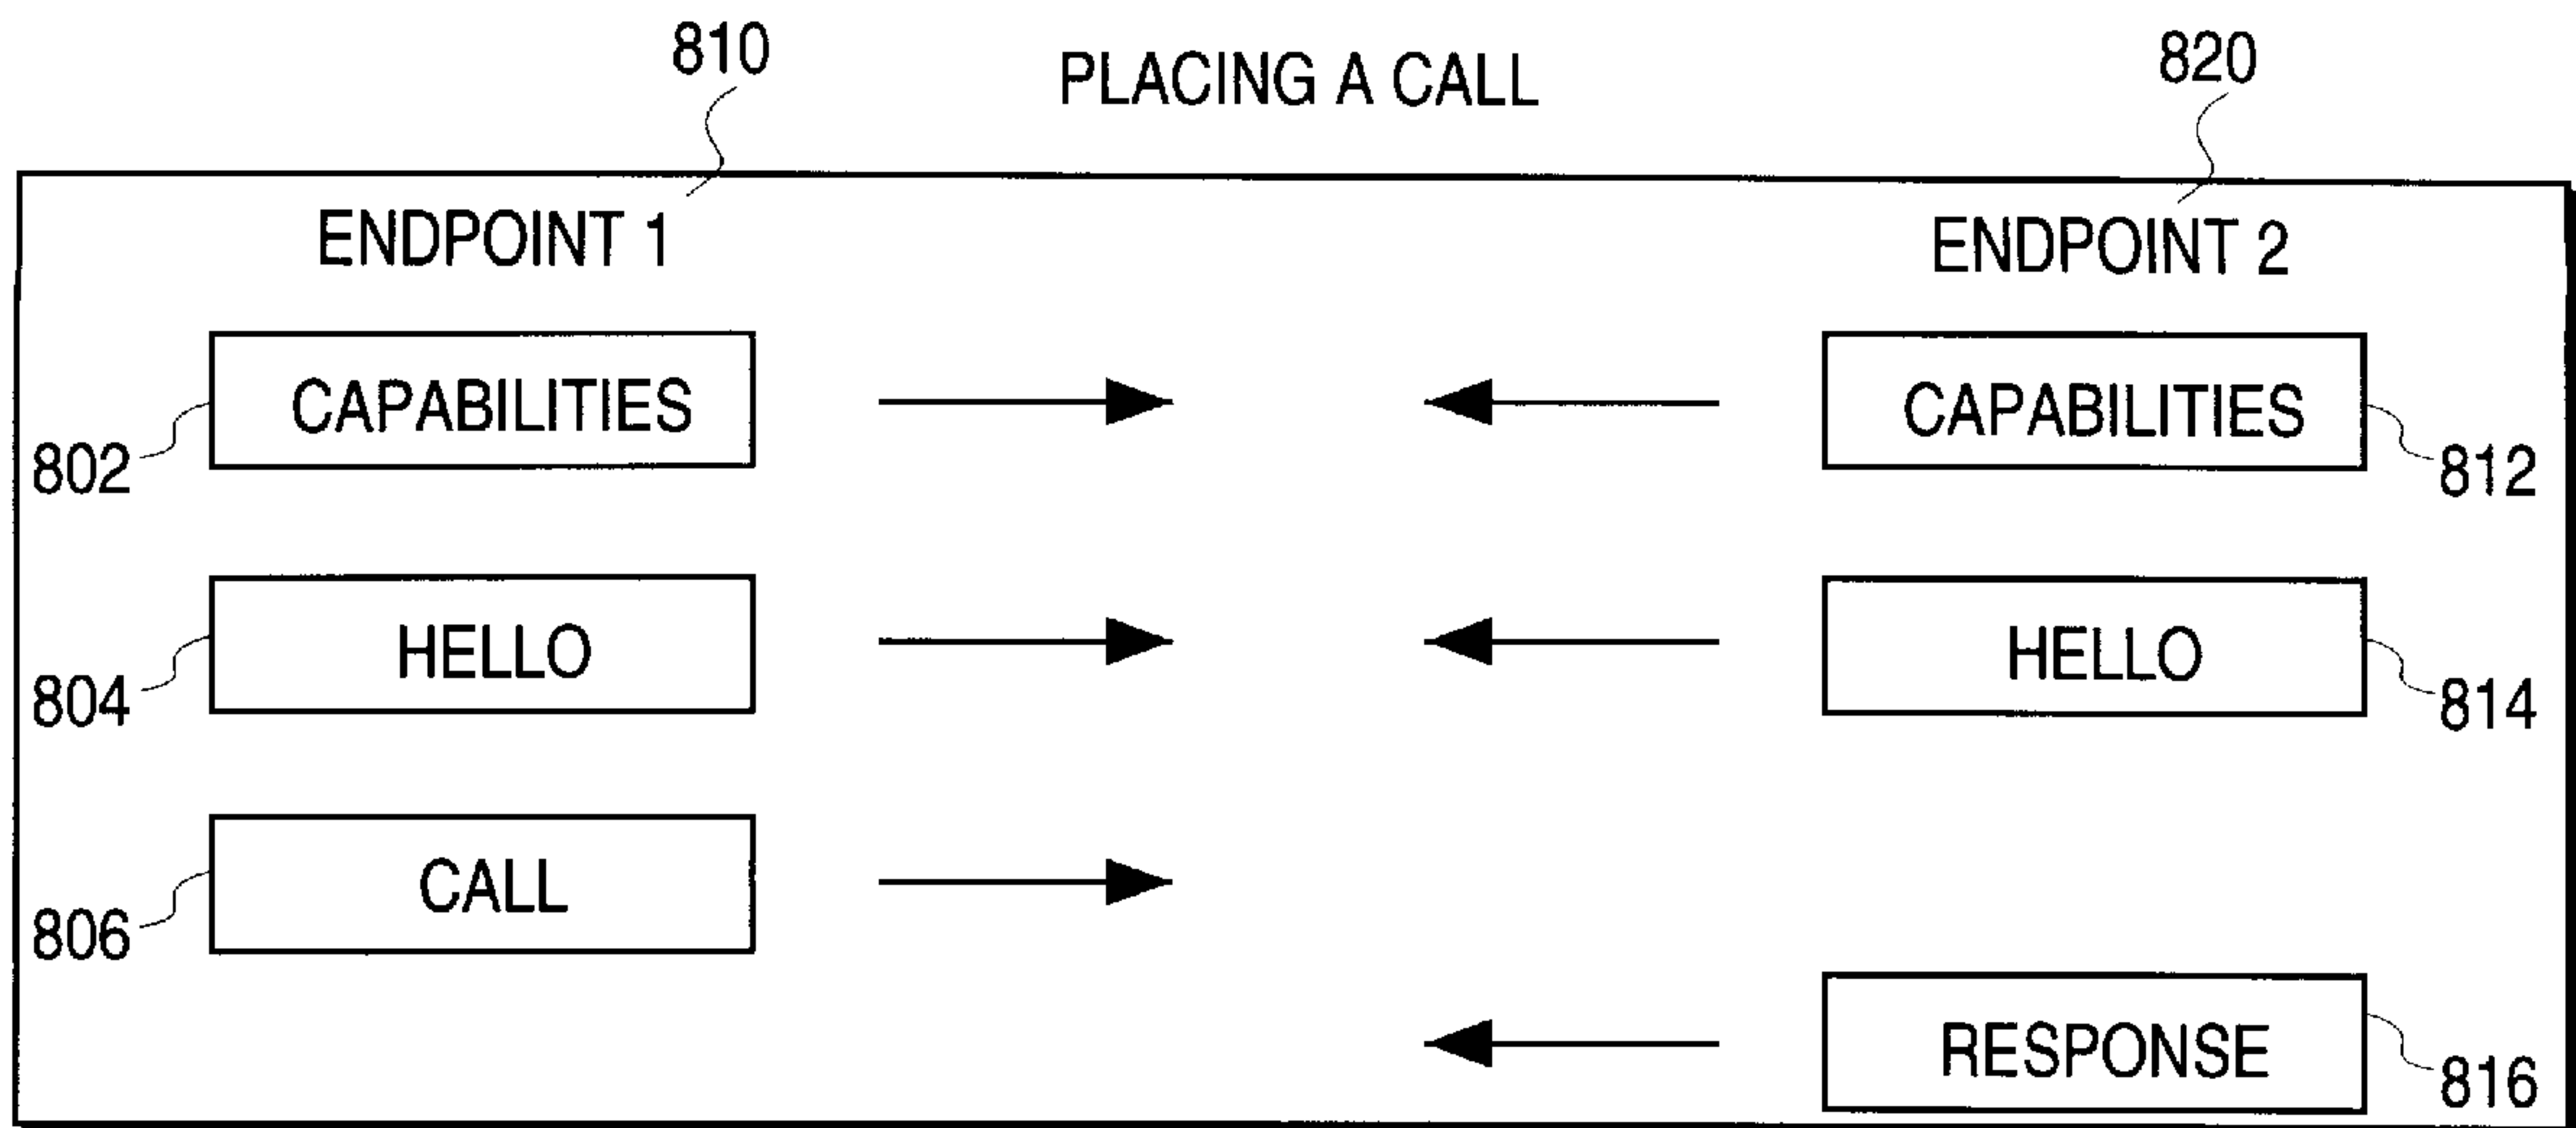 810
PLACING A CALL
820
ENDPOINT 1
ENDPOINT 2
CAPABILITIES
CAPABILITIES
802
812
HELLO
HELLO
804
814
CALL
806
RESPONSE
816